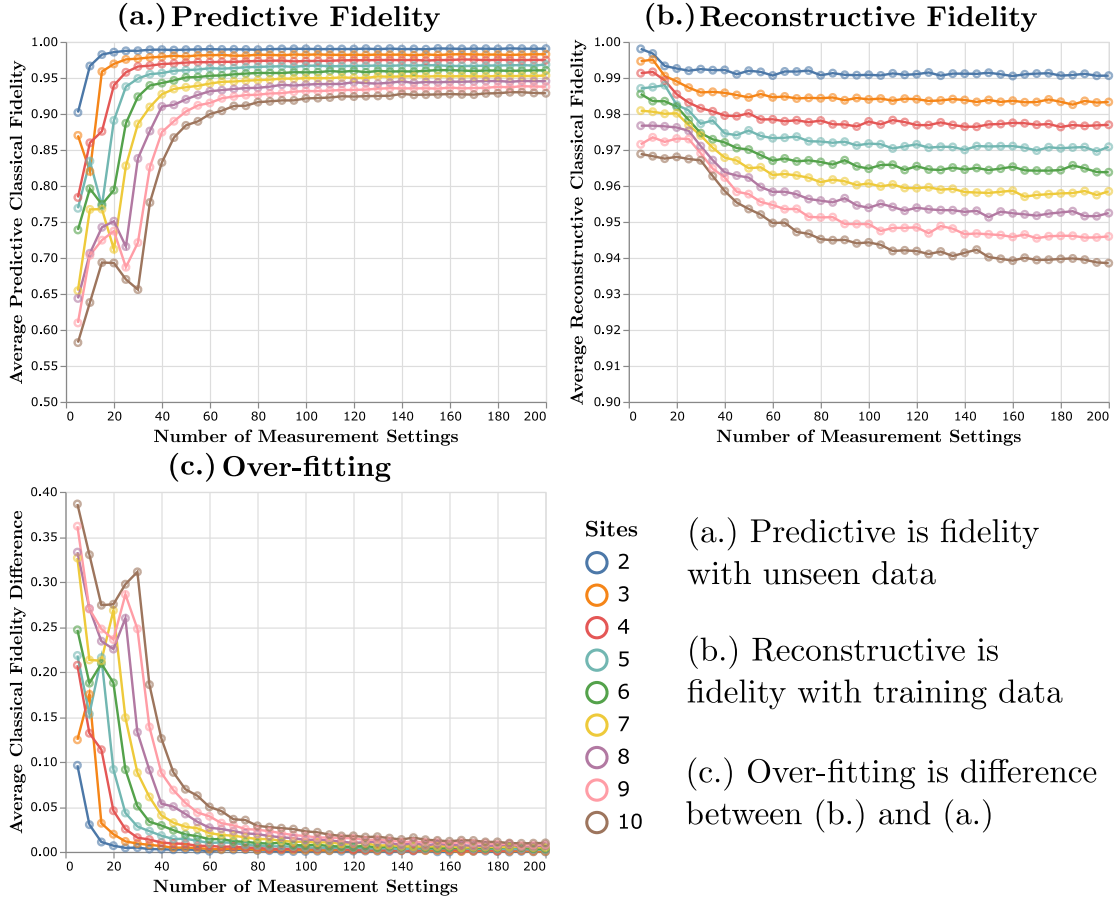 (a.) Predictive Fidelity
Average Predictive Classical Fidelity
1.00
0.95
0.90
0.85
0.80
0.75
0.70
0.65
0.60
0.55
0.50
0 20 40 60 80 100 120 140 160 180 200
Number of Measurement Settings
(b.) Reconstructive Fidelity
Average Reconstructive Classical Fidelity
1.00
0.99
0.98
0.97
0.96
0.95
0.94
0.93
0.92
0.91
0.90
0 20 40 60 80 100 120 140 160 180 200
Number of Measurement Settings
(c.) Over-fitting
Average Classical Fidelity Difference
0.40
0.35
0.30
0.25
0.20
0.15
0.10
0.05
0.00
0 20 40 60 80 100 120 140 160 180 200
Number of Measurement Settings
Sites
2
3
4
5
6
7
8
9
10
(a.) Predictive is fidelity
with unseen data
(b.) Reconstructive is
fidelity with training data
(c.) Over-fitting is difference
between (b.) and (a.)